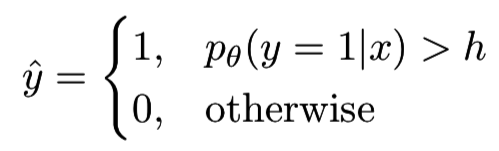 ŷ = { 1, p_θ(y = 1|x) > h
0, otherwise